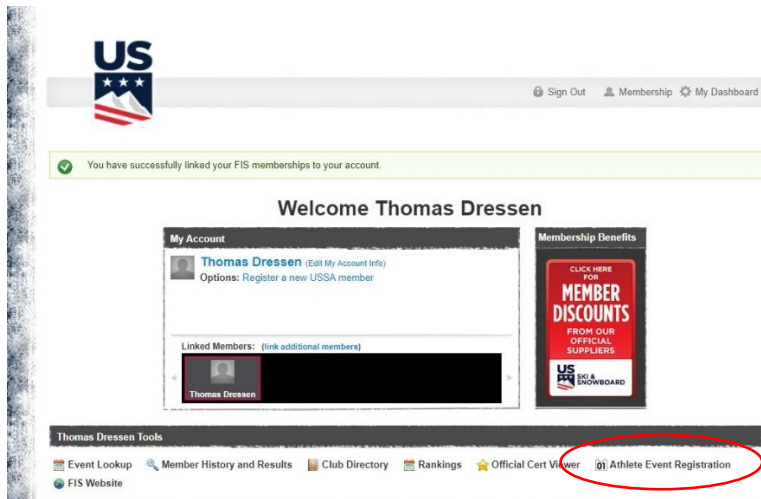 US
Sign Out Membership My Dashboard
You have successfully linked your FIS memberships to your account
Welcome Thomas Dressen
My Account
Thomas Dressen (Edit My Account Info)
Options: Register a new USSA member
Linked Members: (link additional members)
Thomas Dressen
Membership Benefits
CLICK HERE
FOR
MEMBER
DISCOUNTS
FROM OUR
OFFICIAL
SUPPLIERS
US
SKI &
SNOWBOARD
Thomas Dressen Tools
Event Lookup Member History and Results Club Directory Rankings Official Cert Viewer 01 Athlete Event Registration
FIS Website